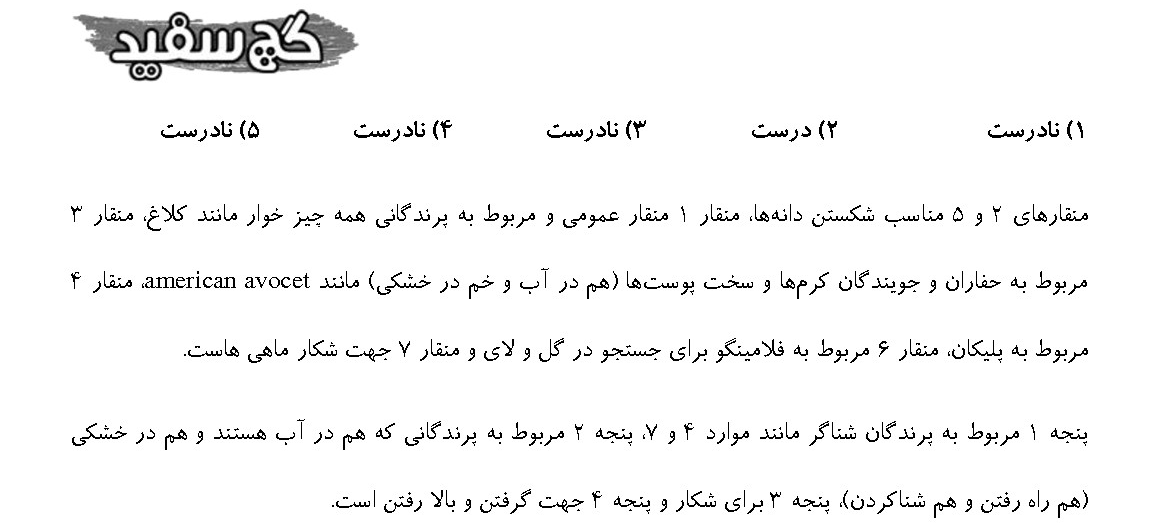 گچ سفید
۱) نادرست ۲) درست ۳) نادرست ۴) نادرست ۵) نادرست
منقارهای ۲ و ۵ مناسب شکستن دانه‌ها، منقار ۱ منقار عمومی و مربوط به پرندگانی همه چیز خوار مانند کلاغ، منقار ۳
مربوط به حفاران و جویندگان کرم‌ها و سخت پوست‌ها (هم در آب و خم در خشکی) مانند american avocet، منقار ۴
مربوط به پلیکان، منقار ۶ مربوط به فلامینگو برای جستجو در گل و لای و منقار ۷ جهت شکار ماهی هاست.
پنجه ۱ مربوط به پرندگان شناگر مانند موارد ۴ و ۷، پنجه ۲ مربوط به پرندگانی که هم در آب هستند و هم در خشکی
(هم راه رفتن و هم شناکردن)، پنجه ۳ برای شکار و پنجه ۴ جهت گرفتن و بالا رفتن است.